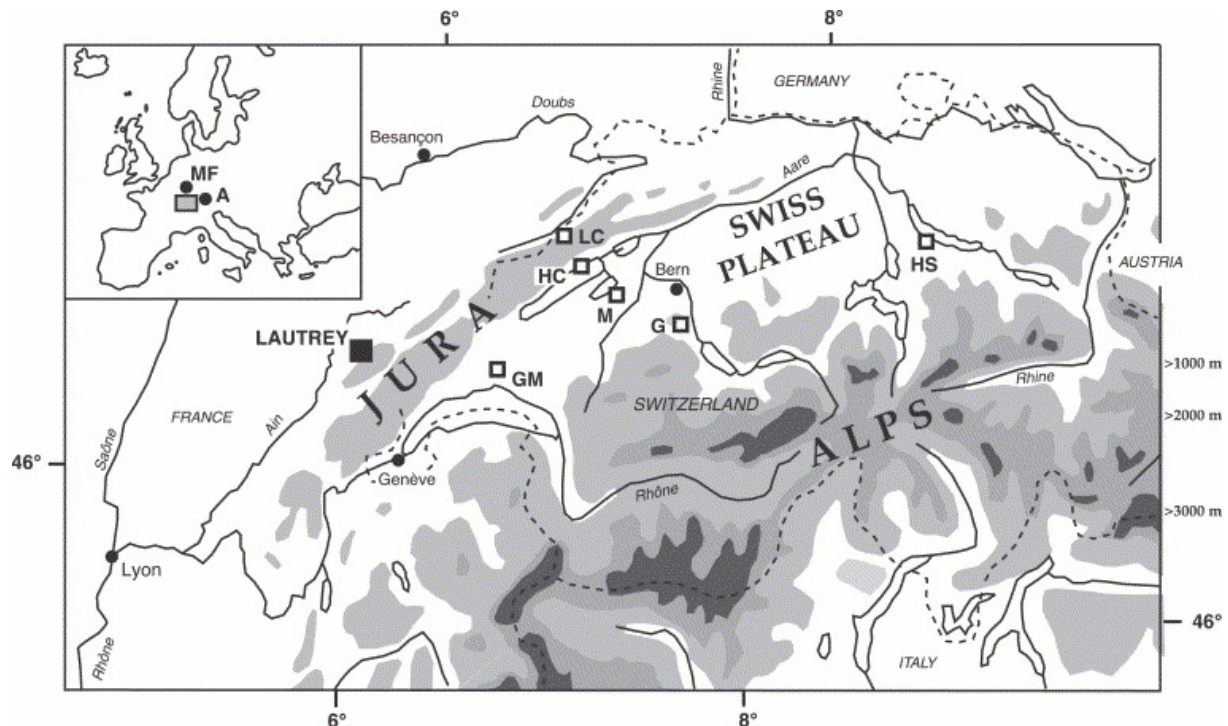 6°
8°
GERMANY
Rhine
Doubs
Besançon
MF
A
Aare
SWISS
PLATEAU
LC
HC
HS
Bern
AUSTRIA
M
G
LAUTREY
JURA
GM
>1000 m
Rhine
FRANCE
Ain
SWITZERLAND
>2000 m
ALPS
Saône
46°
Genève
Rhône
>3000 m
Lyon
46°
Rhône
ITALY
6°
8°